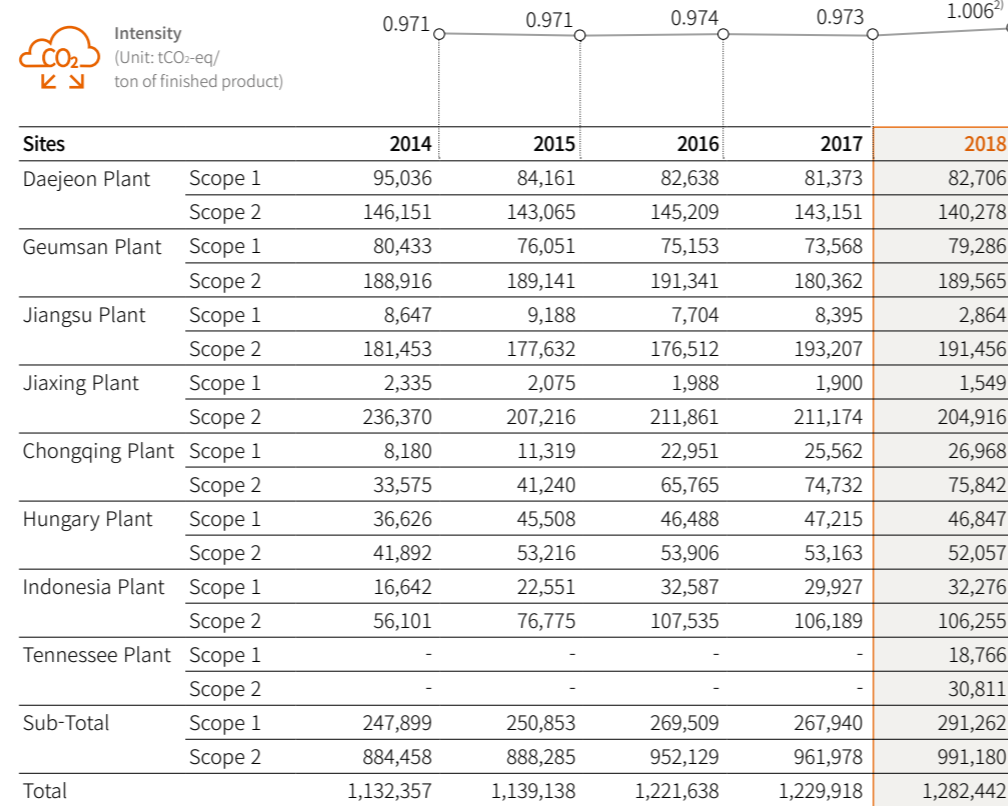 0.971 0.971 0.974 0.973 1.006²⁾
CO₂
Intensity
(Unit: tCO₂-eq/
ton of finished product)
Sites 2014 2015 2016 2017 2018
Daejeon Plant Scope 1 95,036 84,161 82,638 81,373 82,706
Scope 2 146,151 143,065 145,209 143,151 140,278
Geumsan Plant Scope 1 80,433 76,051 75,153 73,568 79,286
Scope 2 188,916 189,141 191,341 180,362 189,565
Jiangsu Plant Scope 1 8,647 9,188 7,704 8,395 2,864
Scope 2 181,453 177,632 176,512 193,207 191,456
Jiaxing Plant Scope 1 2,335 2,075 1,988 1,900 1,549
Scope 2 236,370 207,216 211,861 211,174 204,916
Chongqing Plant Scope 1 8,180 11,319 22,951 25,562 26,968
Scope 2 33,575 41,240 65,765 74,732 75,842
Hungary Plant Scope 1 36,626 45,508 46,488 47,215 46,847
Scope 2 41,892 53,216 53,906 53,163 52,057
Indonesia Plant Scope 1 16,642 22,551 32,587 29,927 32,276
Scope 2 56,101 76,775 107,535 106,189 106,255
Tennessee Plant Scope 1 - - - - 18,766
Scope 2 - - - - 30,811
Sub-Total Scope 1 247,899 250,853 269,509 267,940 291,262
Scope 2 884,458 888,285 952,129 961,978 991,180
Total 1,132,357 1,139,138 1,221,638 1,229,918 1,282,442